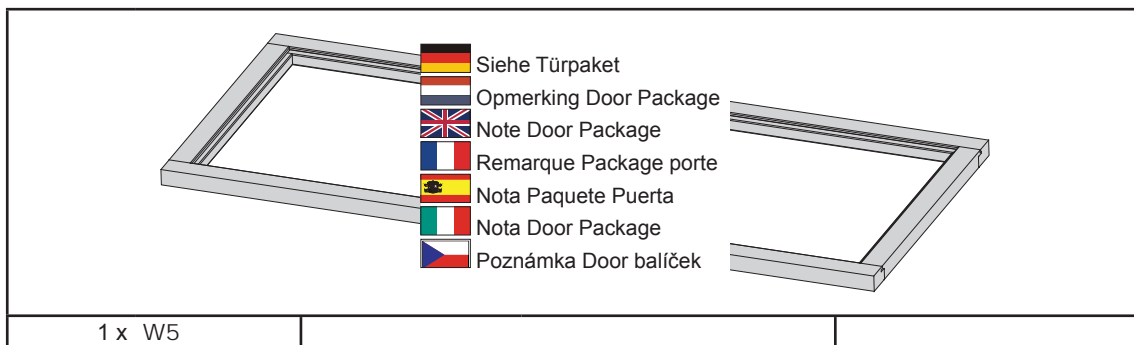 Siehe Türpaket
Opmerking Door Package
Note Door Package
Remarque Package porte
Nota Paquete Puerta
Nota Door Package
Poznámka Door balíček
1 x W5